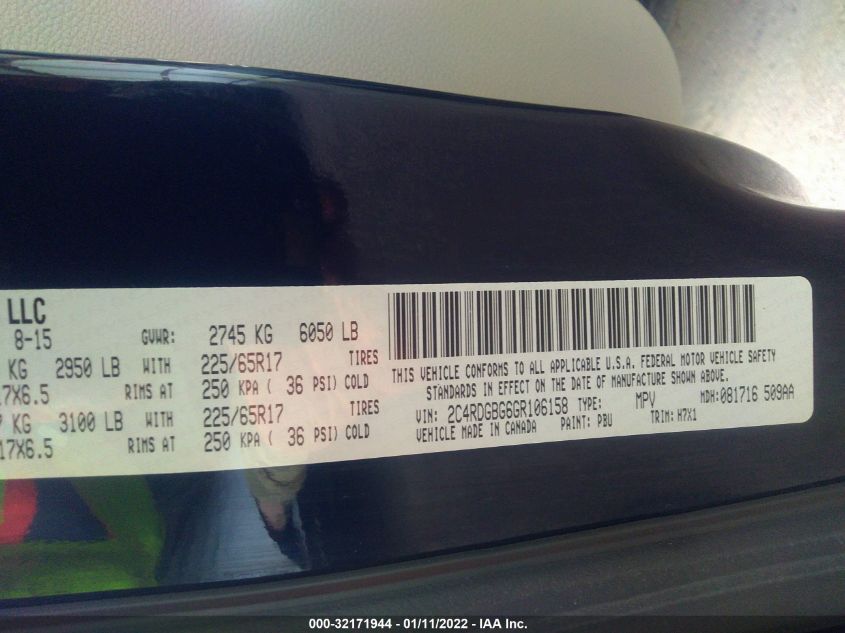 LLC
8-15 GVWR: 2745 KG 6050 LB
KG 2950 LB WITH 225/65R17 TIRES
17X6.5 RIMS AT 250 KPA ( 36 PSI) COLD
KG 3100 LB WITH 225/65R17 TIRES
17X6.5 RIMS AT 250 KPA ( 36 PSI) COLD
THIS VEHICLE CONFORMS TO ALL APPLICABLE U.S.A. FEDERAL MOTOR VEHICLE SAFETY
STANDARDS IN EFFECT ON THE DATE OF MANUFACTURE SHOWN ABOVE.
VIN: 2C4RDGBG6GR106158 TYPE: MPV MDH: 081716 509AA
VEHICLE MADE IN CANADA PAINT: PBU TRIM: H7X1
000-32171944 - 01/11/2022 - IAA Inc.